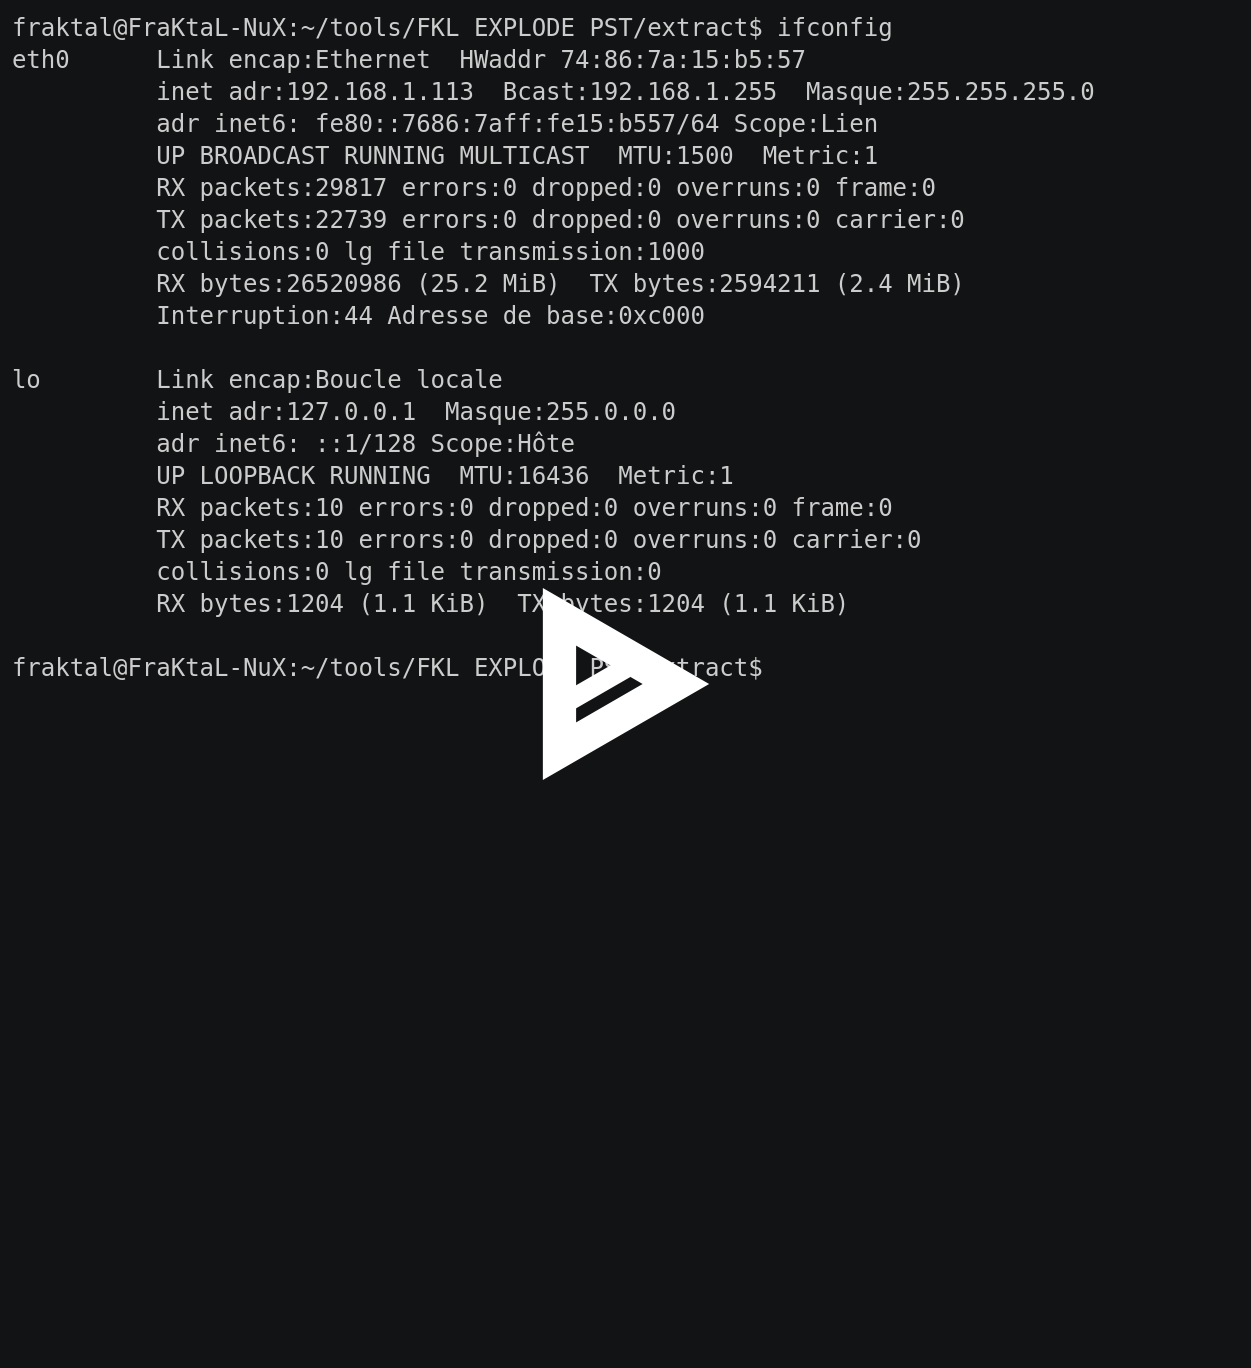 fraktal@FraKtaL-NuX:~/tools/FKL EXPLODE PST/extract$ ifconfig
eth0      Link encap:Ethernet  HWaddr 74:86:7a:15:b5:57
          inet adr:192.168.1.113  Bcast:192.168.1.255  Masque:255.255.255.0
          adr inet6: fe80::7686:7aff:fe15:b557/64 Scope:Lien
          UP BROADCAST RUNNING MULTICAST  MTU:1500  Metric:1
          RX packets:29817 errors:0 dropped:0 overruns:0 frame:0
          TX packets:22739 errors:0 dropped:0 overruns:0 carrier:0
          collisions:0 lg file transmission:1000
          RX bytes:26520986 (25.2 MiB)  TX bytes:2594211 (2.4 MiB)
          Interruption:44 Adresse de base:0xc000
lo        Link encap:Boucle locale
          inet adr:127.0.0.1  Masque:255.0.0.0
          adr inet6: ::1/128 Scope:Hôte
          UP LOOPBACK RUNNING  MTU:16436  Metric:1
          RX packets:10 errors:0 dropped:0 overruns:0 frame:0
          TX packets:10 errors:0 dropped:0 overruns:0 carrier:0
          collisions:0 lg file transmission:0
          RX bytes:1204 (1.1 KiB)  TX bytes:1204 (1.1 KiB)
fraktal@FraKtaL-NuX:~/tools/FKL EXPLODE PST/extract$